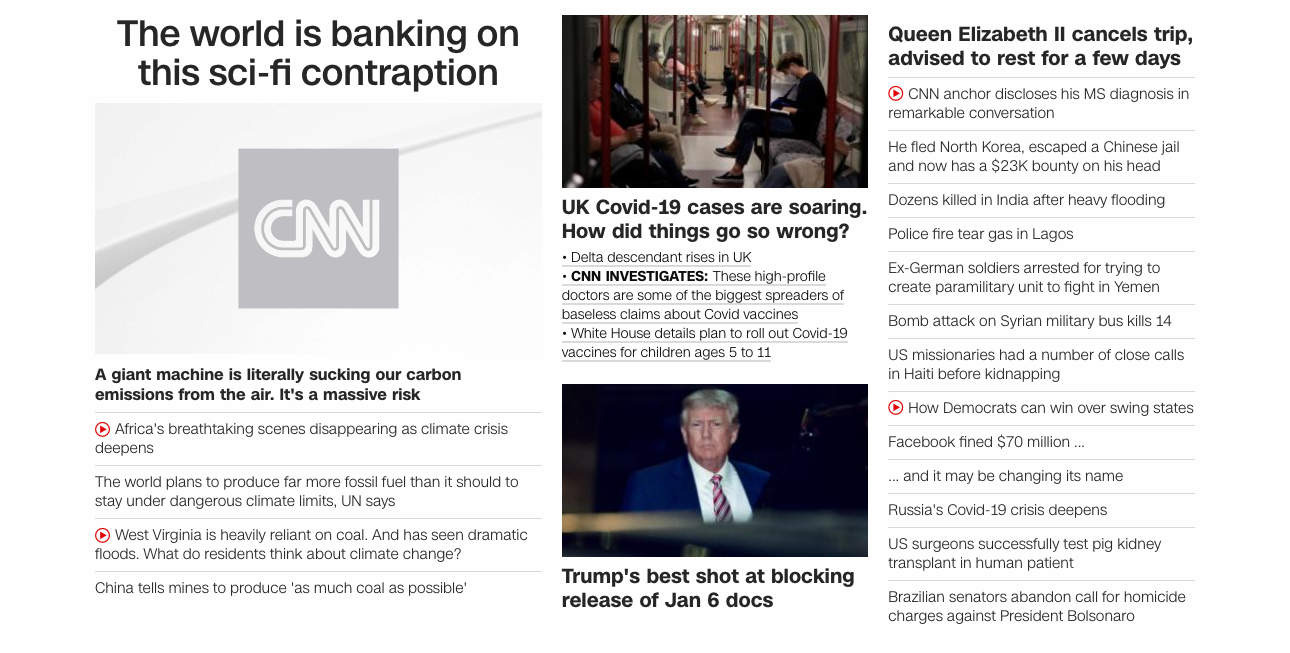 The world is banking on
this sci-fi contraption
CNN
A giant machine is literally sucking our carbon
emissions from the air. It's a massive risk
Africa's breathtaking scenes disappearing as climate crisis
deepens
The world plans to produce far more fossil fuel than it should to
stay under dangerous climate limits, UN says
West Virginia is heavily reliant on coal. And has seen dramatic
floods. What do residents think about climate change?
China tells mines to produce 'as much coal as possible'
UK Covid-19 cases are soaring.
How did things go so wrong?
• Delta descendant rises in UK
• CNN INVESTIGATES: These high-profile
doctors are some of the biggest spreaders of
baseless claims about Covid vaccines
• White House details plan to roll out Covid-19
vaccines for children ages 5 to 11
Trump's best shot at blocking
release of Jan 6 docs
Queen Elizabeth II cancels trip,
advised to rest for a few days
CNN anchor discloses his MS diagnosis in
remarkable conversation
He fled North Korea, escaped a Chinese jail
and now has a $23K bounty on his head
Dozens killed in India after heavy flooding
Police fire tear gas in Lagos
Ex-German soldiers arrested for trying to
create paramilitary unit to fight in Yemen
Bomb attack on Syrian military bus kills 14
US missionaries had a number of close calls
in Haiti before kidnapping
How Democrats can win over swing states
Facebook fined $70 million ...
... and it may be changing its name
Russia's Covid-19 crisis deepens
US surgeons successfully test pig kidney
transplant in human patient
Brazilian senators abandon call for homicide
charges against President Bolsonaro